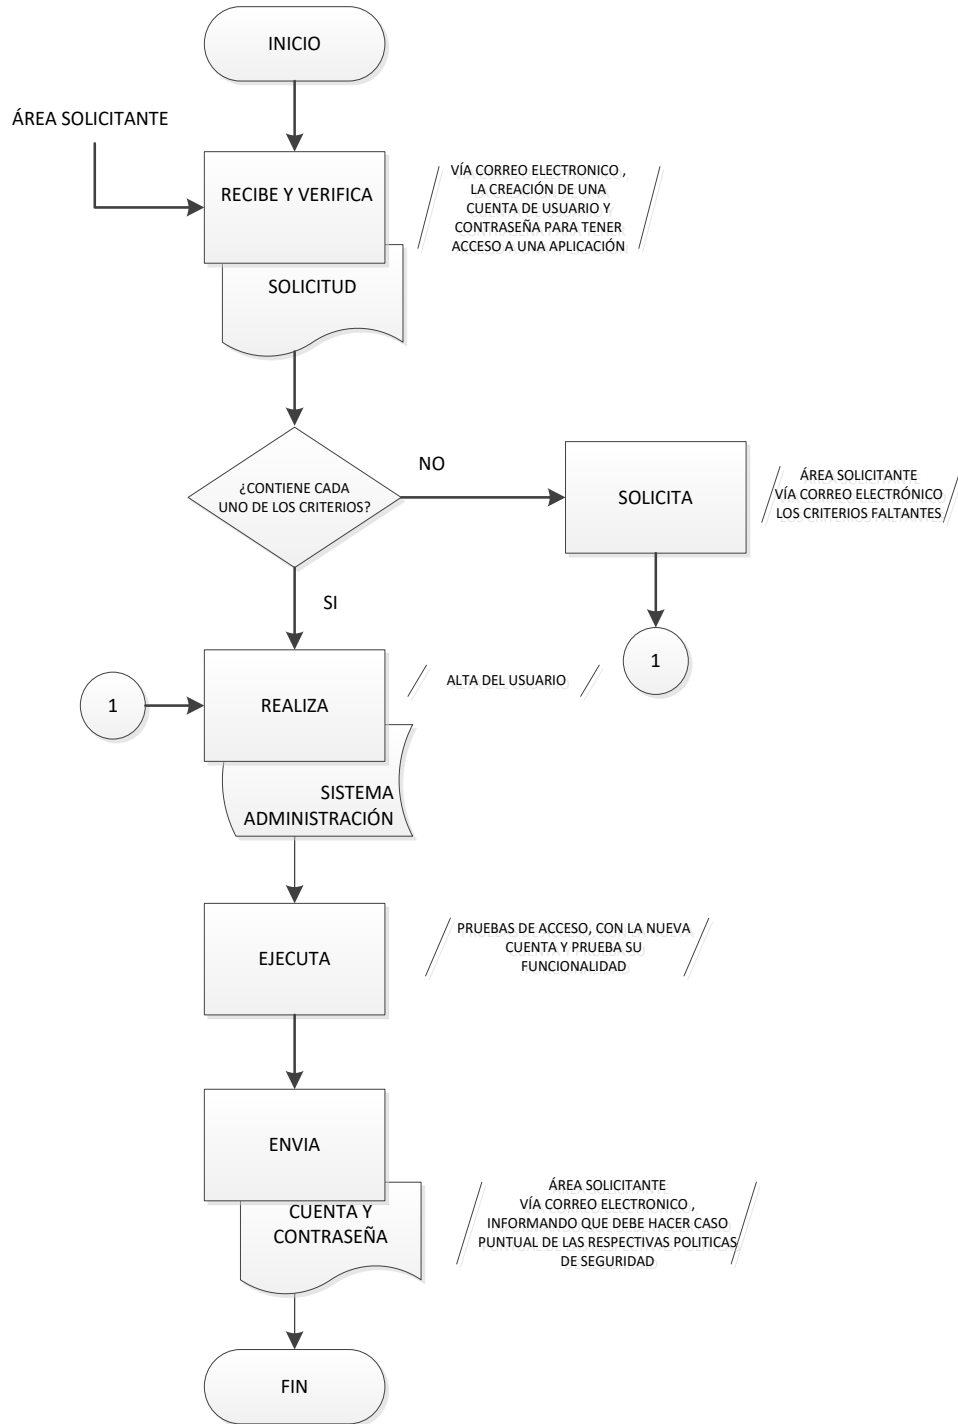 INICIO
ÁREA SOLICITANTE
RECIBE Y VERIFICA
VÍA CORREO ELECTRONICO ,
LA CREACIÓN DE UNA
CUENTA DE USUARIO Y
CONTRASEÑA PARA TENER
ACCESO A UNA APLICACIÓN
SOLICITUD
¿CONTIENE CADA
UNO DE LOS CRITERIOS?
NO
SOLICITA
ÁREA SOLICITANTE
VÍA CORREO ELECTRÓNICO
LOS CRITERIOS FALTANTES
SI
1
1
REALIZA
ALTA DEL USUARIO
SISTEMA
ADMINISTRACIÓN
EJECUTA
PRUEBAS DE ACCESO, CON LA NUEVA
CUENTA Y PRUEBA SU
FUNCIONALIDAD
ENVIA
CUENTA Y
CONTRASEÑA
ÁREA SOLICITANTE
VÍA CORREO ELECTRONICO ,
INFORMANDO QUE DEBE HACER CASO
PUNTUAL DE LAS RESPECTIVAS POLITICAS
DE SEGURIDAD
FIN